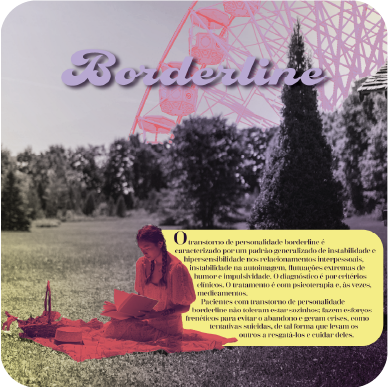 Borderline
O transtorno de personalidade borderline é
caracterizado por um padrão generalizado de instabilidade e
hipersensibilidade nos relacionamentos interpessoais,
instabilidade na autoimagem, flutuações extremas de
humor e impulsividade. O diagnóstico é por critérios
clínicos. O tratamento é com psicoterapia e, às vezes,
medicamentos.
Pacientes com transtorno de personalidade
borderline não toleram estar sozinhos; fazem esforços
frenéticos para evitar o abandono e geram crises, como
tentativas suicidas, de tal forma que levam os
outros a resgatá-los e cuidar deles.